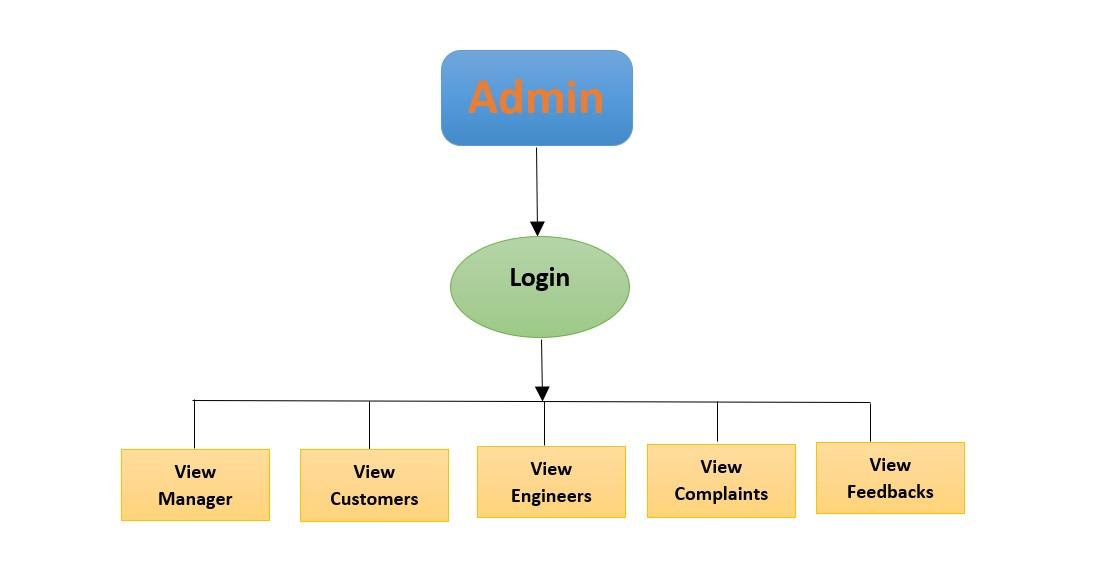 Admin
Login
View
Manager
View
Customers
View
Engineers
View
Complaints
View
Feedbacks